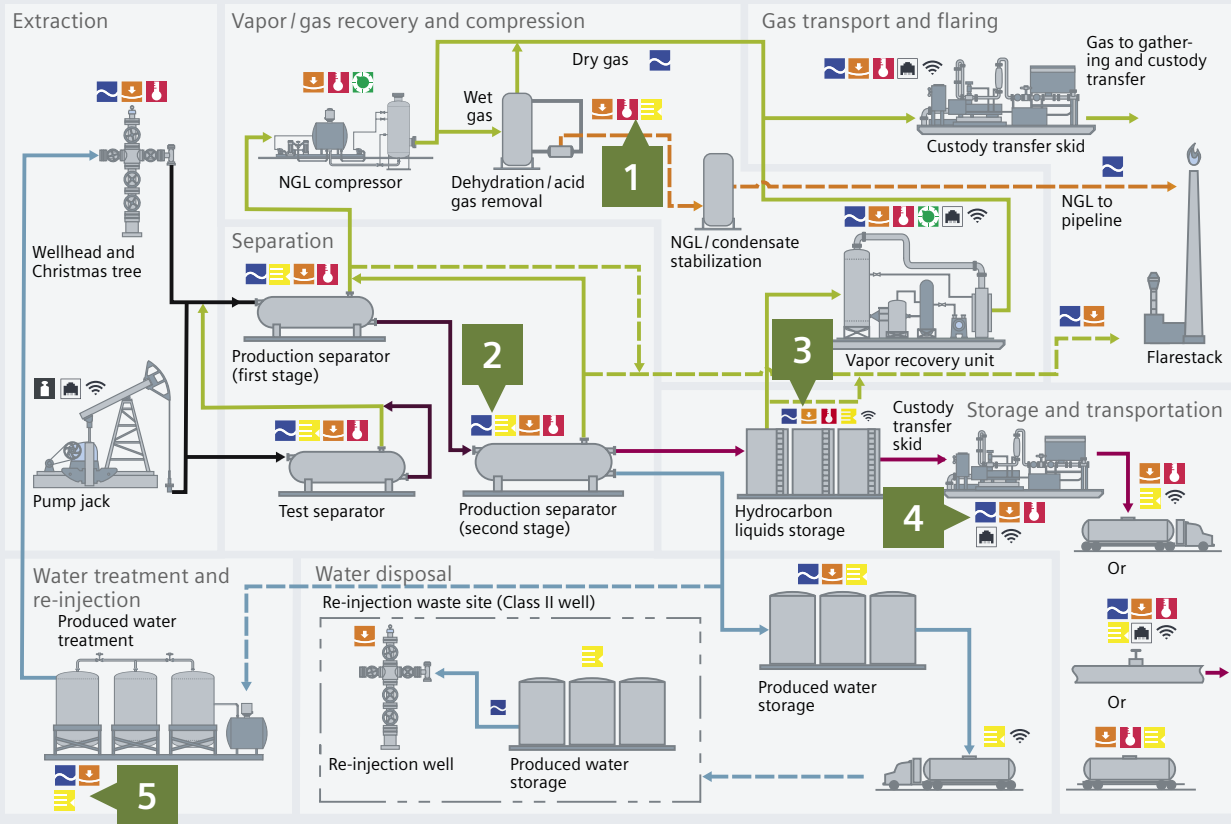 Extraction
Vapor/gas recovery and compression
Gas transport and flaring
Dry gas
Gas to gather-
ing and custody
transfer
Wet
gas
1
Custody transfer skid
NGL compressor
Dehydration/acid
gas removal
NGL to
pipeline
Wellhead and
Christmas tree
Separation
NGL/condensate
stabilization
Production separator
(first stage)
2
3
Vapor recovery unit
Flarestack
Custody
transfer
skid
Storage and transportation
Pump jack
Test separator
Production separator
(second stage)
Hydrocarbon
liquids storage
4
Or
Water treatment and
re-injection
Produced water
treatment
Water disposal
Re-injection waste site (Class II well)
Produced water
storage
Or
Re-injection well
Produced water
storage
5